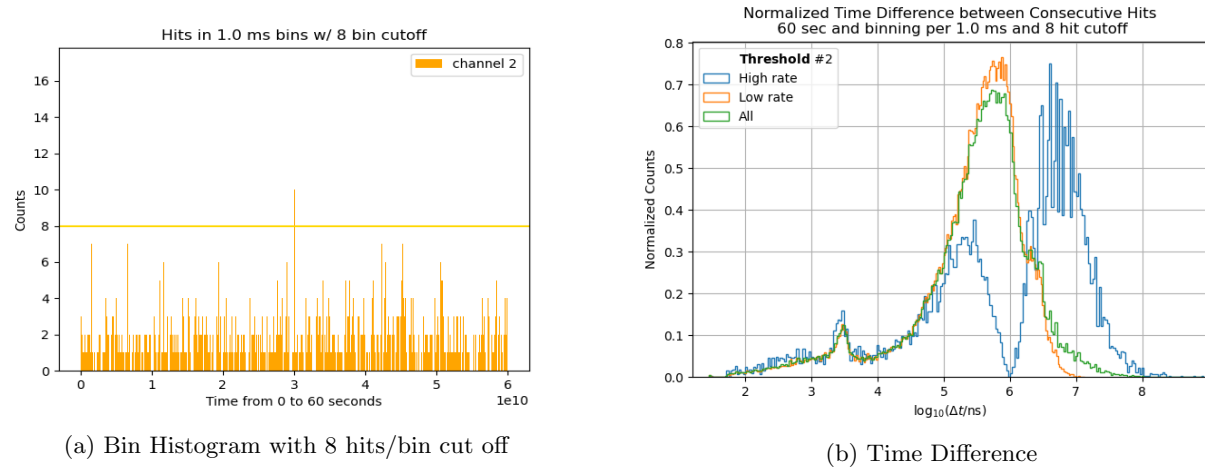 Hits in 1.0 ms bins w/ 8 bin cutoff
channel 2
16
14
12
10
8
6
4
2
0
Counts
0
1
2
3
4
5
6
1e10
Time from 0 to 60 seconds
(a) Bin Histogram with 8 hits/bin cut off
Normalized Time Difference between Consecutive Hits
60 sec and binning per 1.0 ms and 8 hit cutoff
Threshold #2
High rate
Low rate
All
0.8
0.7
0.6
0.5
0.4
0.3
0.2
0.1
0.0
Normalized Counts
2
3
4
5
6
7
8
log₁₀(Δt/ns)
(b) Time Difference